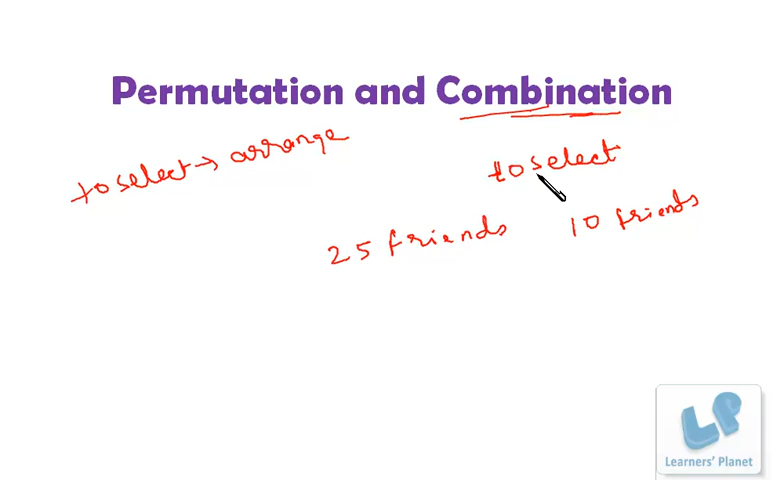 Permutation and Combination
to select → arrange
to select
25 friends
10 friends
LP
Learners' Planet